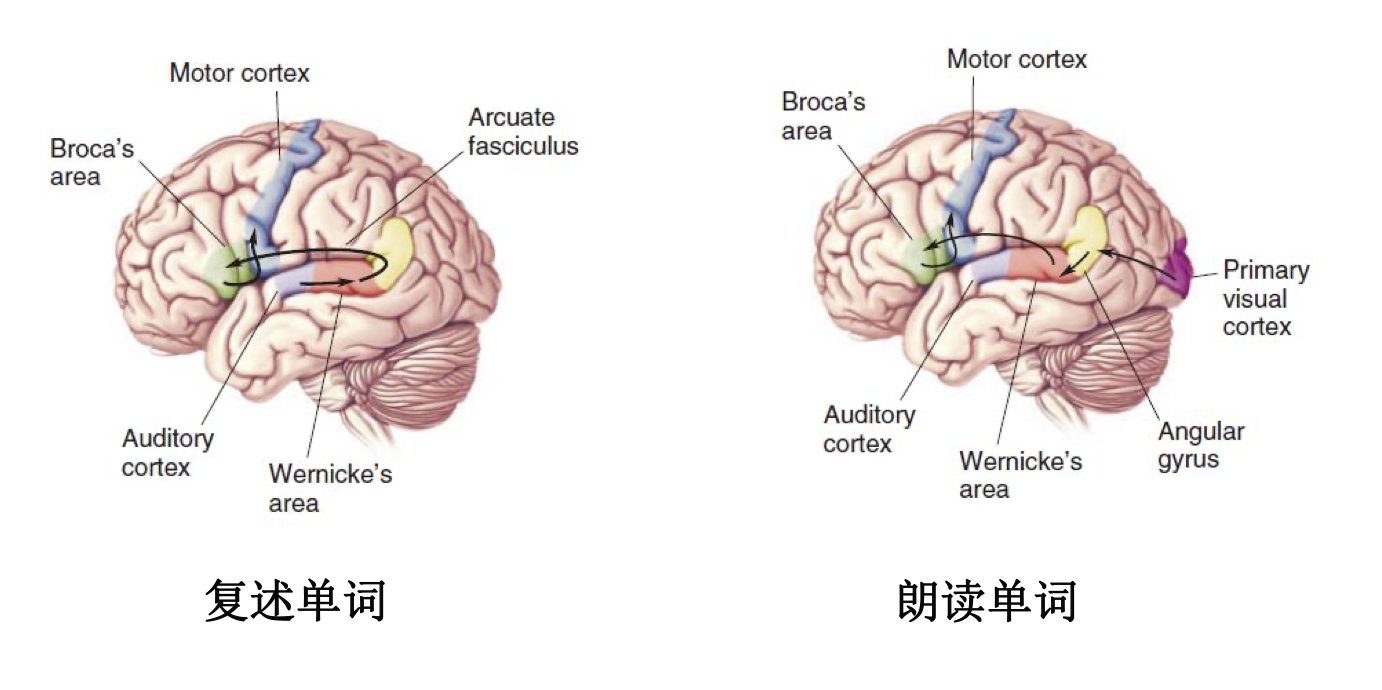 Motor cortex
Arcuate
fasciculus
Broca's
area
Auditory
cortex
Wernicke's
area
复述单词
Motor cortex
Broca's
area
Primary
visual
cortex
Auditory
cortex
Wernicke's
area
Angular
gyrus
朗读单词